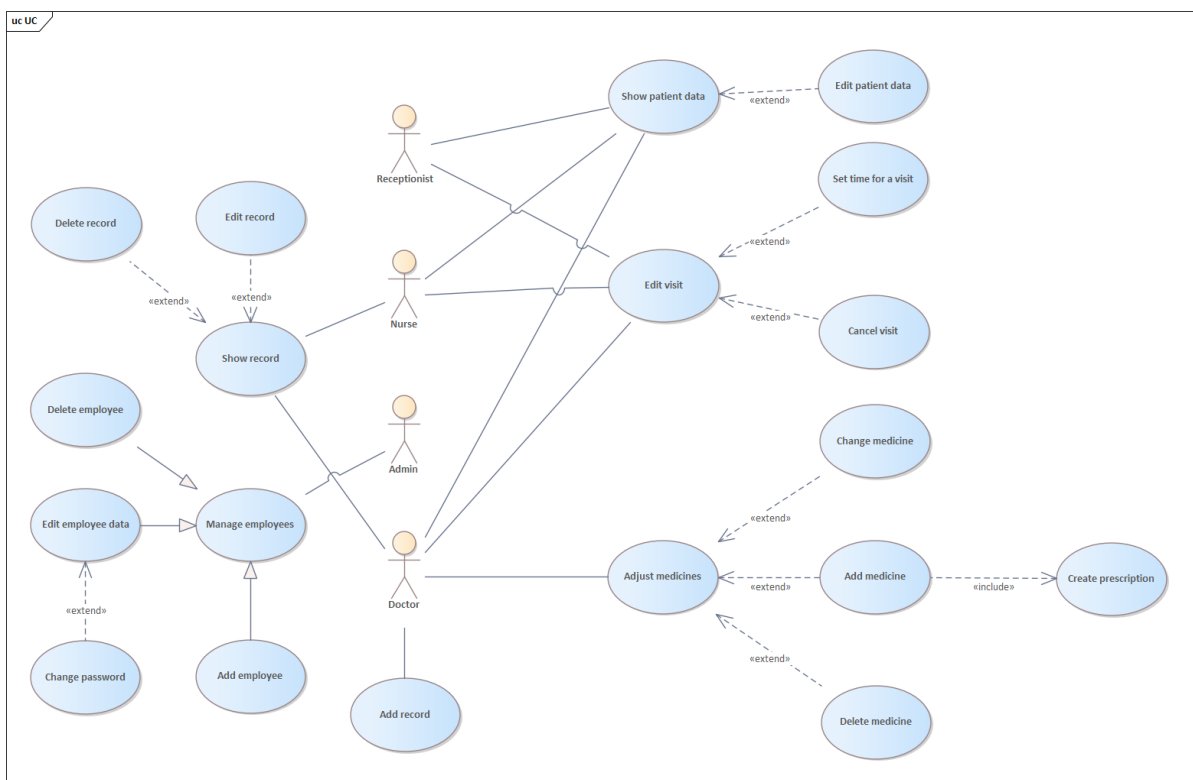 uc UC
Show patient data
Edit patient data
«extend»
Receptionist
Set time for a visit
Delete record
Edit record
«extend»
Edit visit
Nurse
«extend»
«extend»
«extend»
Cancel visit
Show record
Delete employee
Change medicine
Admin
«extend»
Edit employee data
Manage employees
Adjust medicines
Add medicine
Create prescription
«extend»
«include»
Doctor
«extend»
«extend»
Change password
Add employee
Add record
Delete medicine